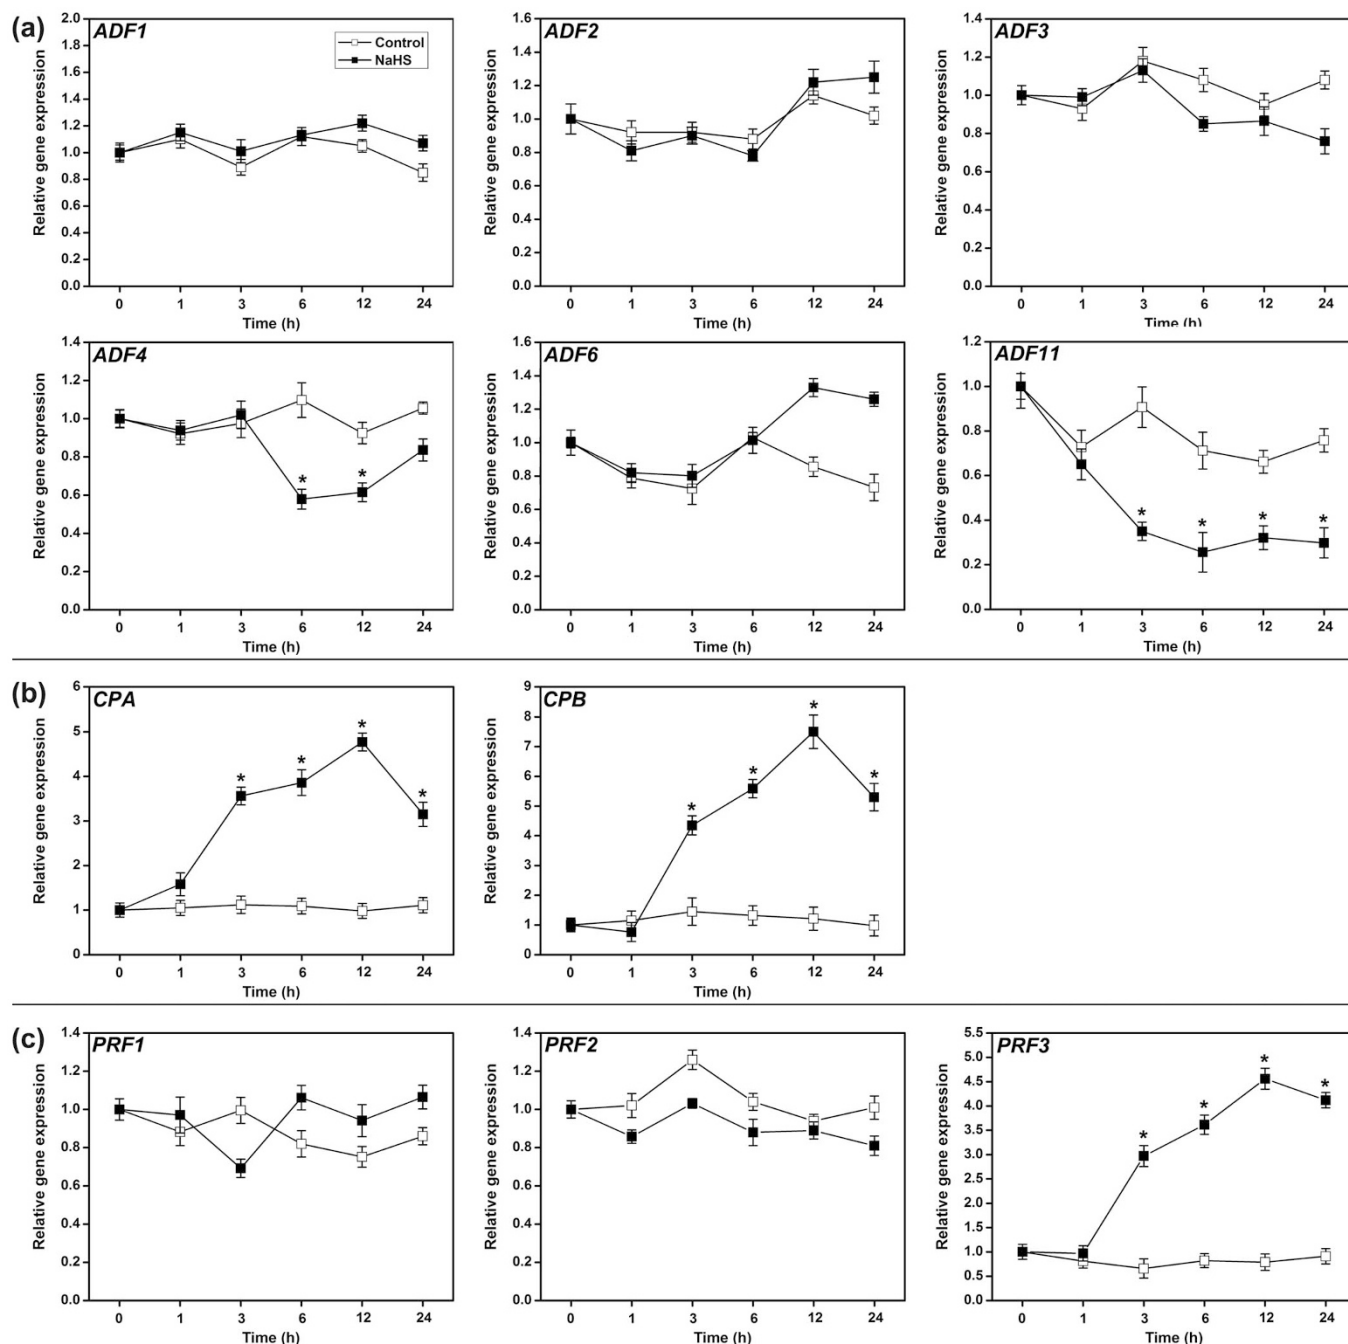 (a)
ADF1
Control
NaHS
Relative gene expression
2.0
1.8
1.6
1.4
1.2
1.0
0.8
0.6
0.4
0.2
0.0
0 1 3 6 12 24
Time (h)
ADF2
Relative gene expression
1.6
1.4
1.2
1.0
0.8
0.6
0.4
0.2
0.0
0 1 3 6 12 24
Time (h)
ADF3
Relative gene expression
1.4
1.2
1.0
0.8
0.6
0.4
0.2
0.0
0 1 3 6 12 24
Time (h)
ADF4
Relative gene expression
1.4
1.2
1.0
0.8
0.6
0.4
0.2
0.0
* *
0 1 3 6 12 24
Time (h)
ADF6
Relative gene expression
1.6
1.4
1.2
1.0
0.8
0.6
0.4
0.2
0.0
0 1 3 6 12 24
Time (h)
ADF11
Relative gene expression
1.2
1.0
0.8
0.6
0.4
0.2
0.0
* * * *
0 1 3 6 12 24
Time (h)
(b)
CPA
Relative gene expression
6
5
4
3
2
1
0
* * * *
0 1 3 6 12 24
Time (h)
CPB
Relative gene expression
9
8
7
6
5
4
3
2
1
0
* * * *
0 1 3 6 12 24
Time (h)
(c)
PRF1
Relative gene expression
1.4
1.2
1.0
0.8
0.6
0.4
0.2
0.0
0 1 3 6 12 24
Time (h)
PRF2
Relative gene expression
1.4
1.2
1.0
0.8
0.6
0.4
0.2
0.0
0 1 3 6 12 24
Time (h)
PRF3
Relative gene expression
5.5
5.0
4.5
4.0
3.5
3.0
2.5
2.0
1.5
1.0
0.5
0.0
* * * *
0 1 3 6 12 24
Time (h)